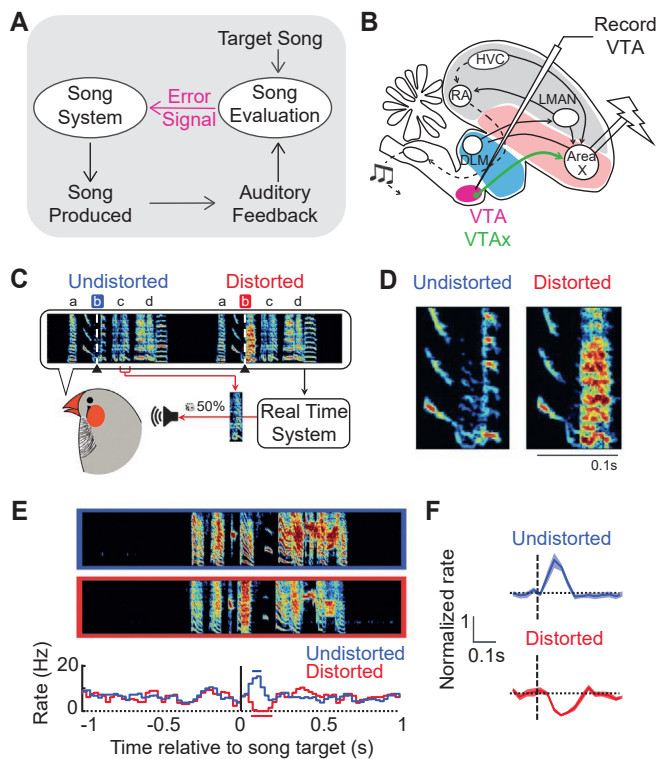 A
Target Song
Song
System
Error
Signal
Song
Evaluation
Song
Produced
Auditory
Feedback
B
Record
VTA
HVC
RA
LMAN
DLM
Area
X
VTA
VTAx
C
Undistorted
Distorted
a b c d
a b c d
50%
Real Time
System
D
Undistorted
Distorted
0.1s
E
Undistorted
Distorted
Rate (Hz)
20
0
-1 -0.5 0 0.5 1
Time relative to song target (s)
F
Undistorted
Normalized rate
1
0.1s
Distorted